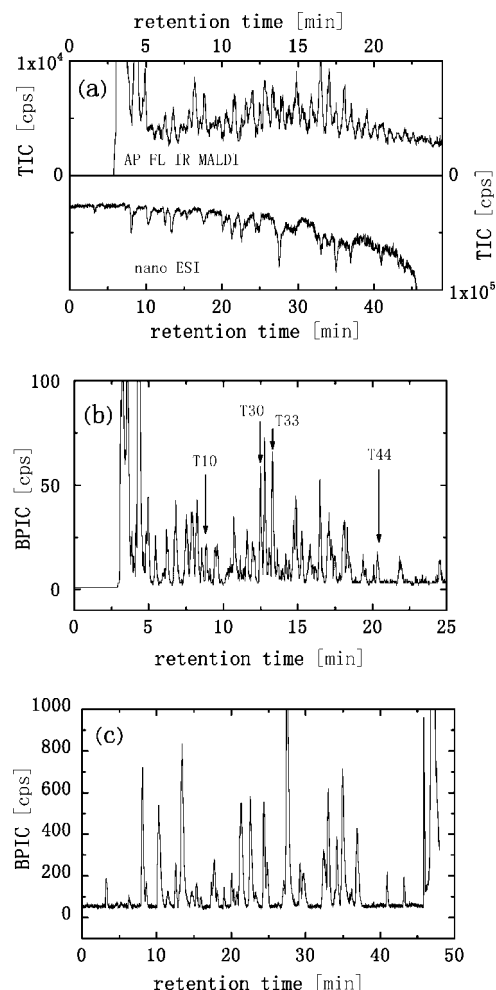 retention time [min]
0 5 10 15 20
1x10⁴
(a)
TIC [cps]
AP FL IR MALDI
0
0
TIC [cps]
nano ESI
1x10⁵
0 10 20 30 40
retention time [min]
100
(b)
T30
T33
T10
T44
BPIC [cps]
50
0
0 5 10 15 20 25
retention time [min]
1000
(c)
800
BPIC [cps]
600
400
200
0
0 10 20 30 40 50
retention time [min]